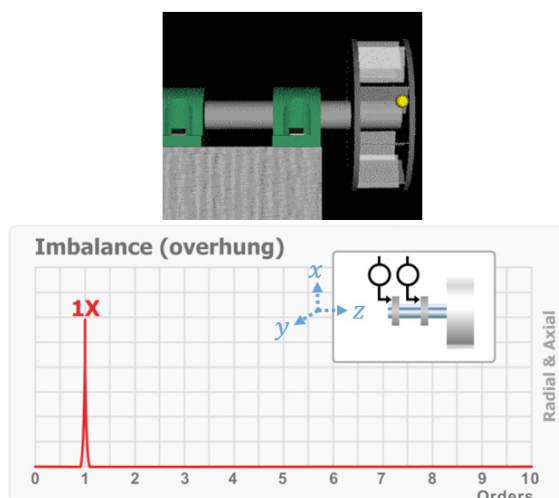 Imbalance (overhung)
1X
x
y
z
Radial & Axial
0 1 2 3 4 5 6 7 8 9 10
Orders